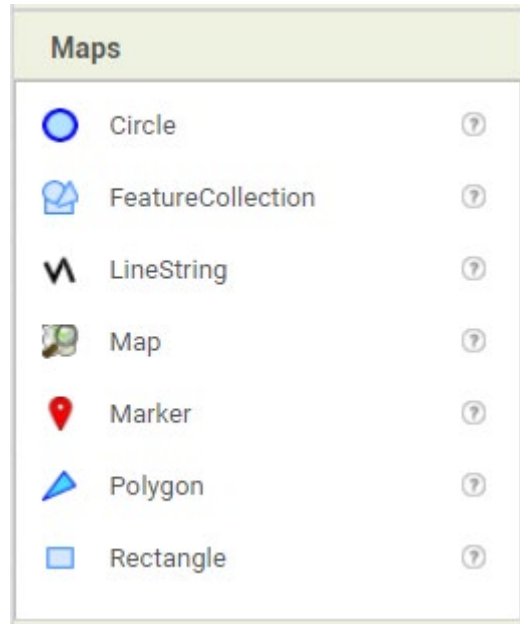 Maps
Circle ?
FeatureCollection ?
LineString ?
Map ?
Marker ?
Polygon ?
Rectangle ?